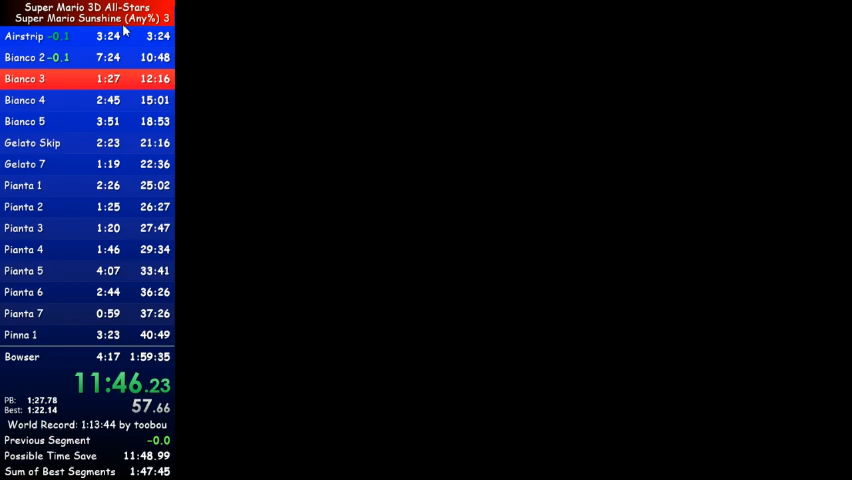 Super Mario 3D All-Stars
Super Mario Sunshine (Any%) 3
Airstrip -0.1 3:24 3:24
Bianco 2 -0.1 7:24 10:48
Bianco 3 1:27 12:16
Bianco 4 2:45 15:01
Bianco 5 3:51 18:53
Gelato Skip 2:23 21:16
Gelato 7 1:19 22:36
Pianta 1 2:26 25:02
Pianta 2 1:25 26:27
Pianta 3 1:20 27:47
Pianta 4 1:46 29:34
Pianta 5 4:07 33:41
Pianta 6 2:44 36:26
Pianta 7 0:59 37:26
Pinna 1 3:23 40:49
Bowser 4:17 1:59:35
11:46.23
PB: 1:27.78
Best: 1:22.14
57.66
World Record: 1:13:44 by toobou
Previous Segment -0.0
Possible Time Save 11:48.99
Sum of Best Segments 1:47:45